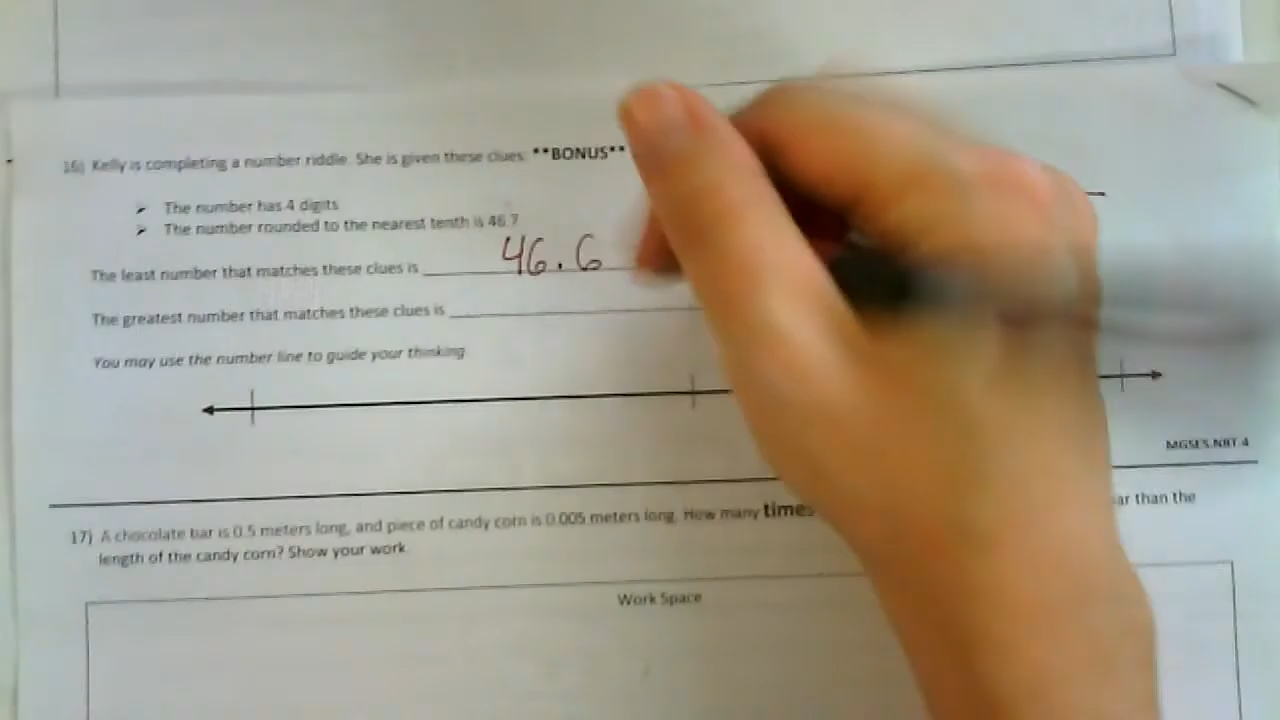 16) Kelly is completing a number riddle. She is given these clues: **BONUS**
➤ The number has 4 digits
➤ The number rounded to the nearest tenth is 46.7
The least number that matches these clues is 46.6
The greatest number that matches these clues is
You may use the number line to guide your thinking
MGSE5.NBT.4
17) A chocolate bar is 0.5 meters long, and piece of candy corn is 0.005 meters long. How many times ar than the
length of the candy corn? Show your work.
Work Space